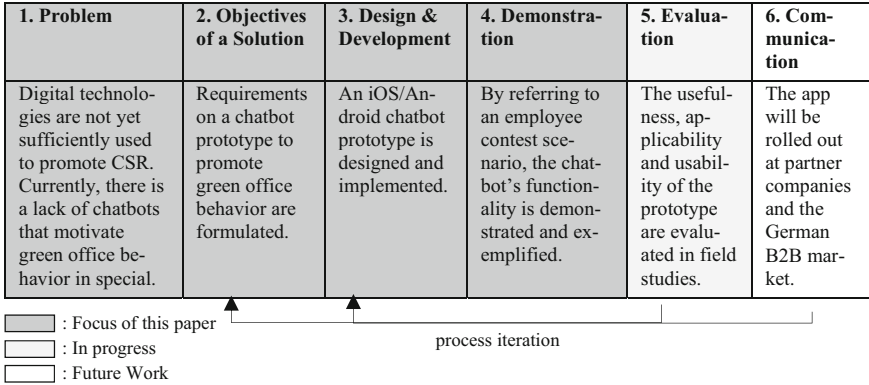 1. Problem
2. Objectives
of a Solution
3. Design &
Development
4. Demonstra-
tion
5. Evalua-
tion
6. Com-
munica-
tion
Digital technolo-
gies are not yet
sufficiently used
to promote CSR.
Currently, there is
a lack of chatbots
that motivate
green office be-
havior in special.
Requirements
on a chatbot
prototype to
promote
green office
behavior are
formulated.
An iOS/An-
droid chatbot
prototype is
designed and
implemented.
By referring to
an employee
contest sce-
nario, the chat-
bot's function-
ality is demon-
strated and ex-
emplified.
The useful-
ness, ap-
plicability
and usabil-
ity of the
prototype
are evalu-
ated in field
studies.
The app
will be
rolled out
at partner
companies
and the
German
B2B mar-
ket.
: Focus of this paper
: In progress
: Future Work
process iteration